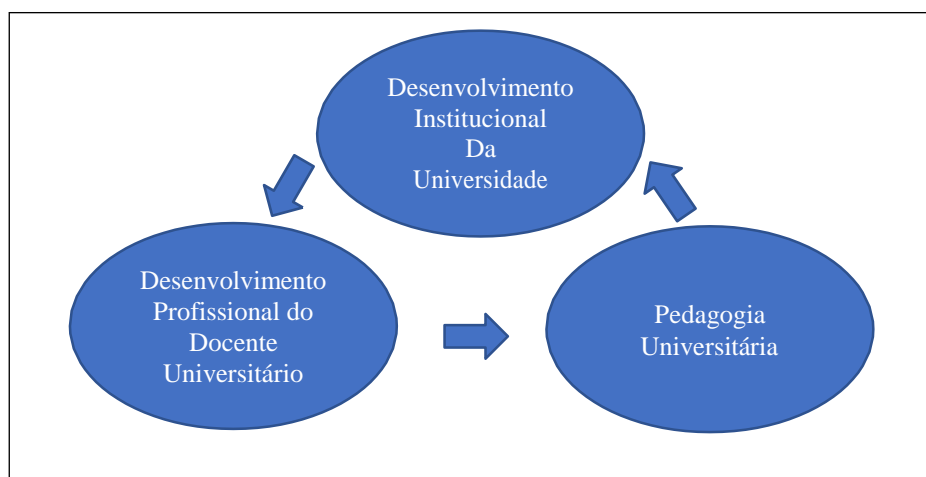 Desenvolvimento
Institucional
Da
Universidade
Desenvolvimento
Profissional do
Docente
Universitário
Pedagogia
Universitária